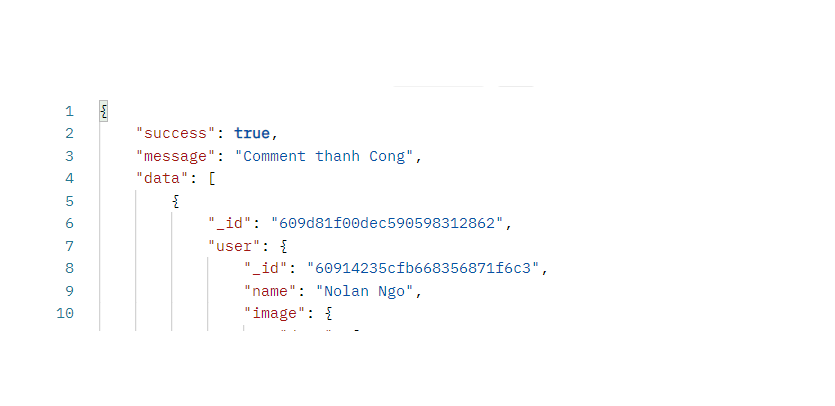 1 {
2 "success": true,
3 "message": "Comment thanh Cong",
4 "data": [
5 {
6 "_id": "609d81f00dec590598312862",
7 "user": {
8 "_id": "60914235cfb668356871f6c3",
9 "name": "Nolan Ngo",
10 "image": {